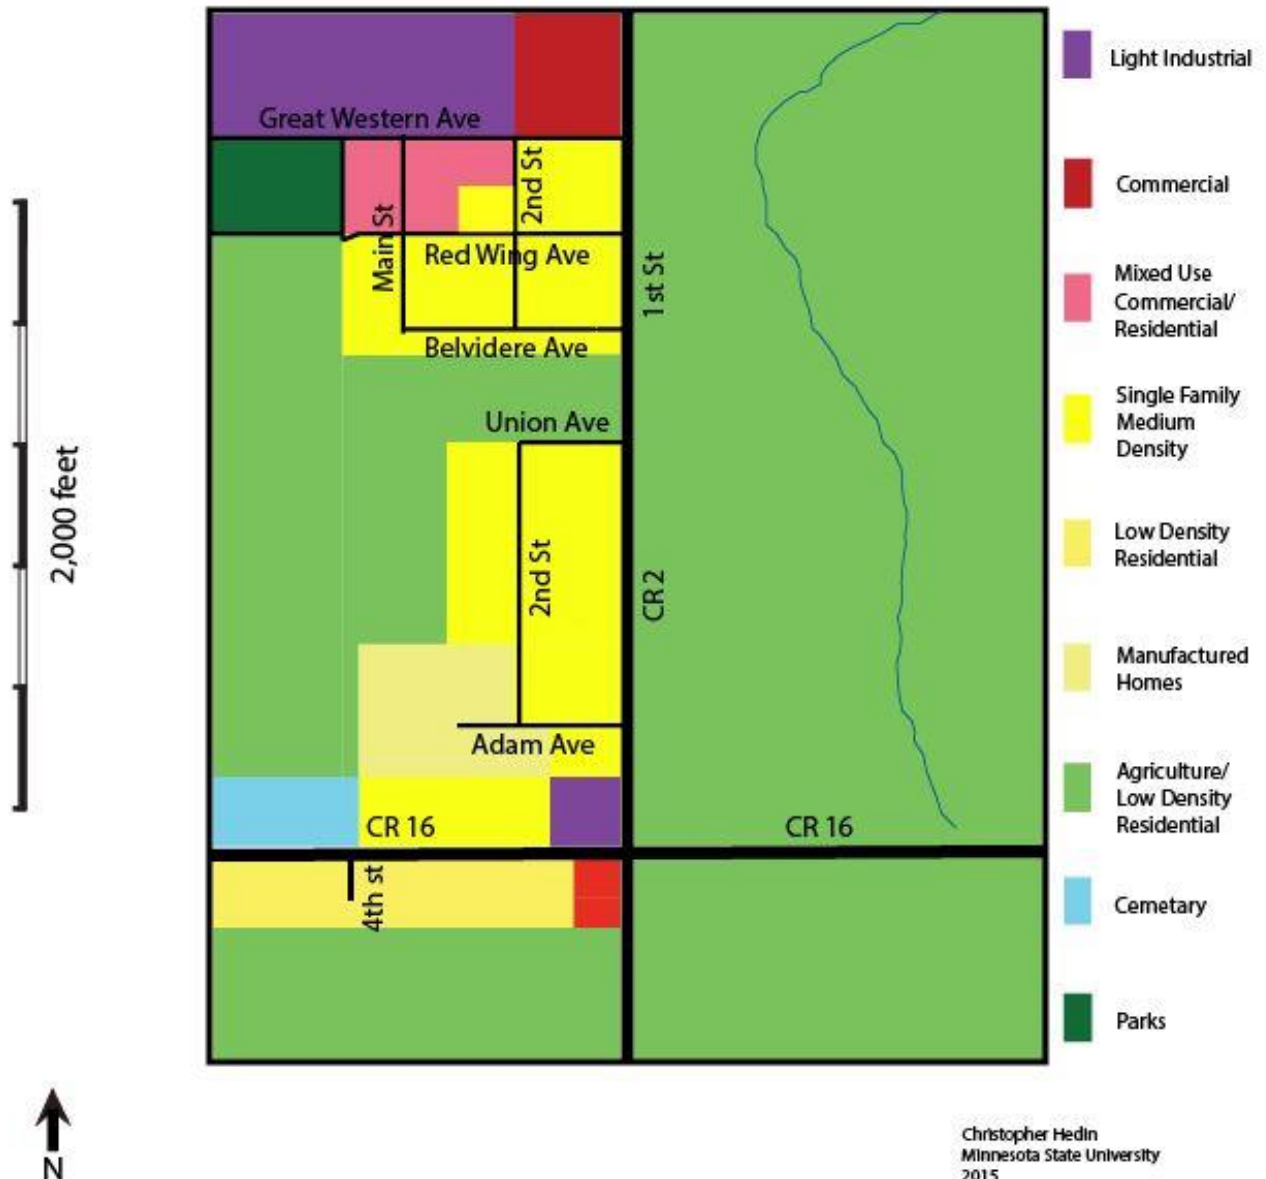 Great Western Ave
2nd St
Main St
Red Wing Ave
1st St
Belvidere Ave
Union Ave
2,000 feet
2nd St
CR 2
Adam Ave
CR 16
CR 16
4th st
Light Industrial
Commercial
Mixed Use
Commercial/
Residential
Single Family
Medium
Density
Low Density
Residential
Manufactured
Homes
Agriculture/
Low Density
Residential
Cemetary
Parks
N
Christopher Hedin
Minnesota State University
2015